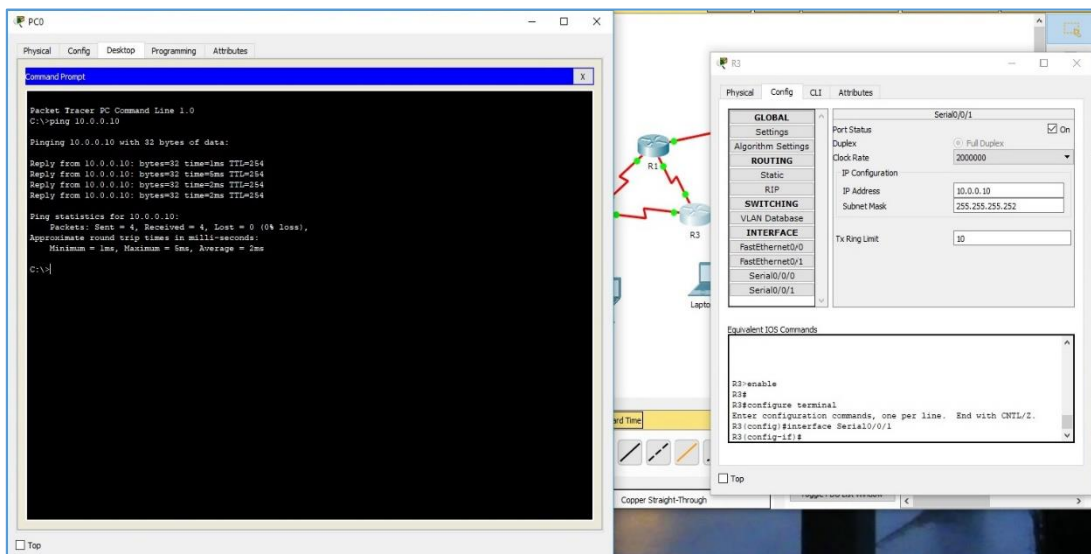 PC0
Physical Config Desktop Programming Attributes
Command Prompt
X
Packet Tracer PC Command Line 1.0
C:\>ping 10.0.0.10
Pinging 10.0.0.10 with 32 bytes of data:
Reply from 10.0.0.10: bytes=32 time=1ms TTL=254
Reply from 10.0.0.10: bytes=32 time=5ms TTL=254
Reply from 10.0.0.10: bytes=32 time=2ms TTL=254
Reply from 10.0.0.10: bytes=32 time=2ms TTL=254
Ping statistics for 10.0.0.10:
Packets: Sent = 4, Received = 4, Lost = 0 (0% loss),
Approximate round trip times in milli-seconds:
Minimum = 1ms, Maximum = 5ms, Average = 2ms
C:\>
Top
R1
R3
Copper Straight-Through
R3
Physical Config CLI Attributes
GLOBAL
Settings
Algorithm Settings
ROUTING
Static
RIP
SWITCHING
VLAN Database
INTERFACE
FastEthernet0/0
FastEthernet0/1
Serial0/0/0
Serial0/0/1
Serial0/0/1
Port Status On
Duplex Full Duplex
Clock Rate 2000000
IP Configuration
IP Address 10.0.0.10
Subnet Mask 255.255.255.252
Tx Ring Limit 10
Equivalent IOS Commands
R3>enable
R3#
R3#configure terminal
Enter configuration commands, one per line. End with CNTL/Z.
R3(config)#interface Serial0/0/1
R3(config-if)#
Top